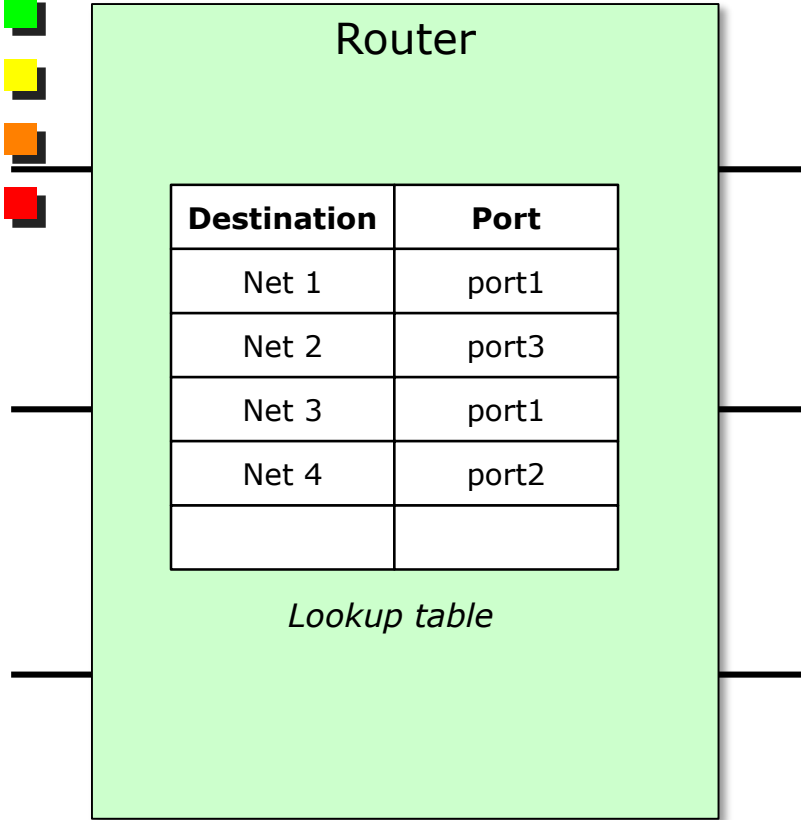 Router
Destination Port
Net 1 port1
Net 2 port3
Net 3 port1
Net 4 port2
Lookup table